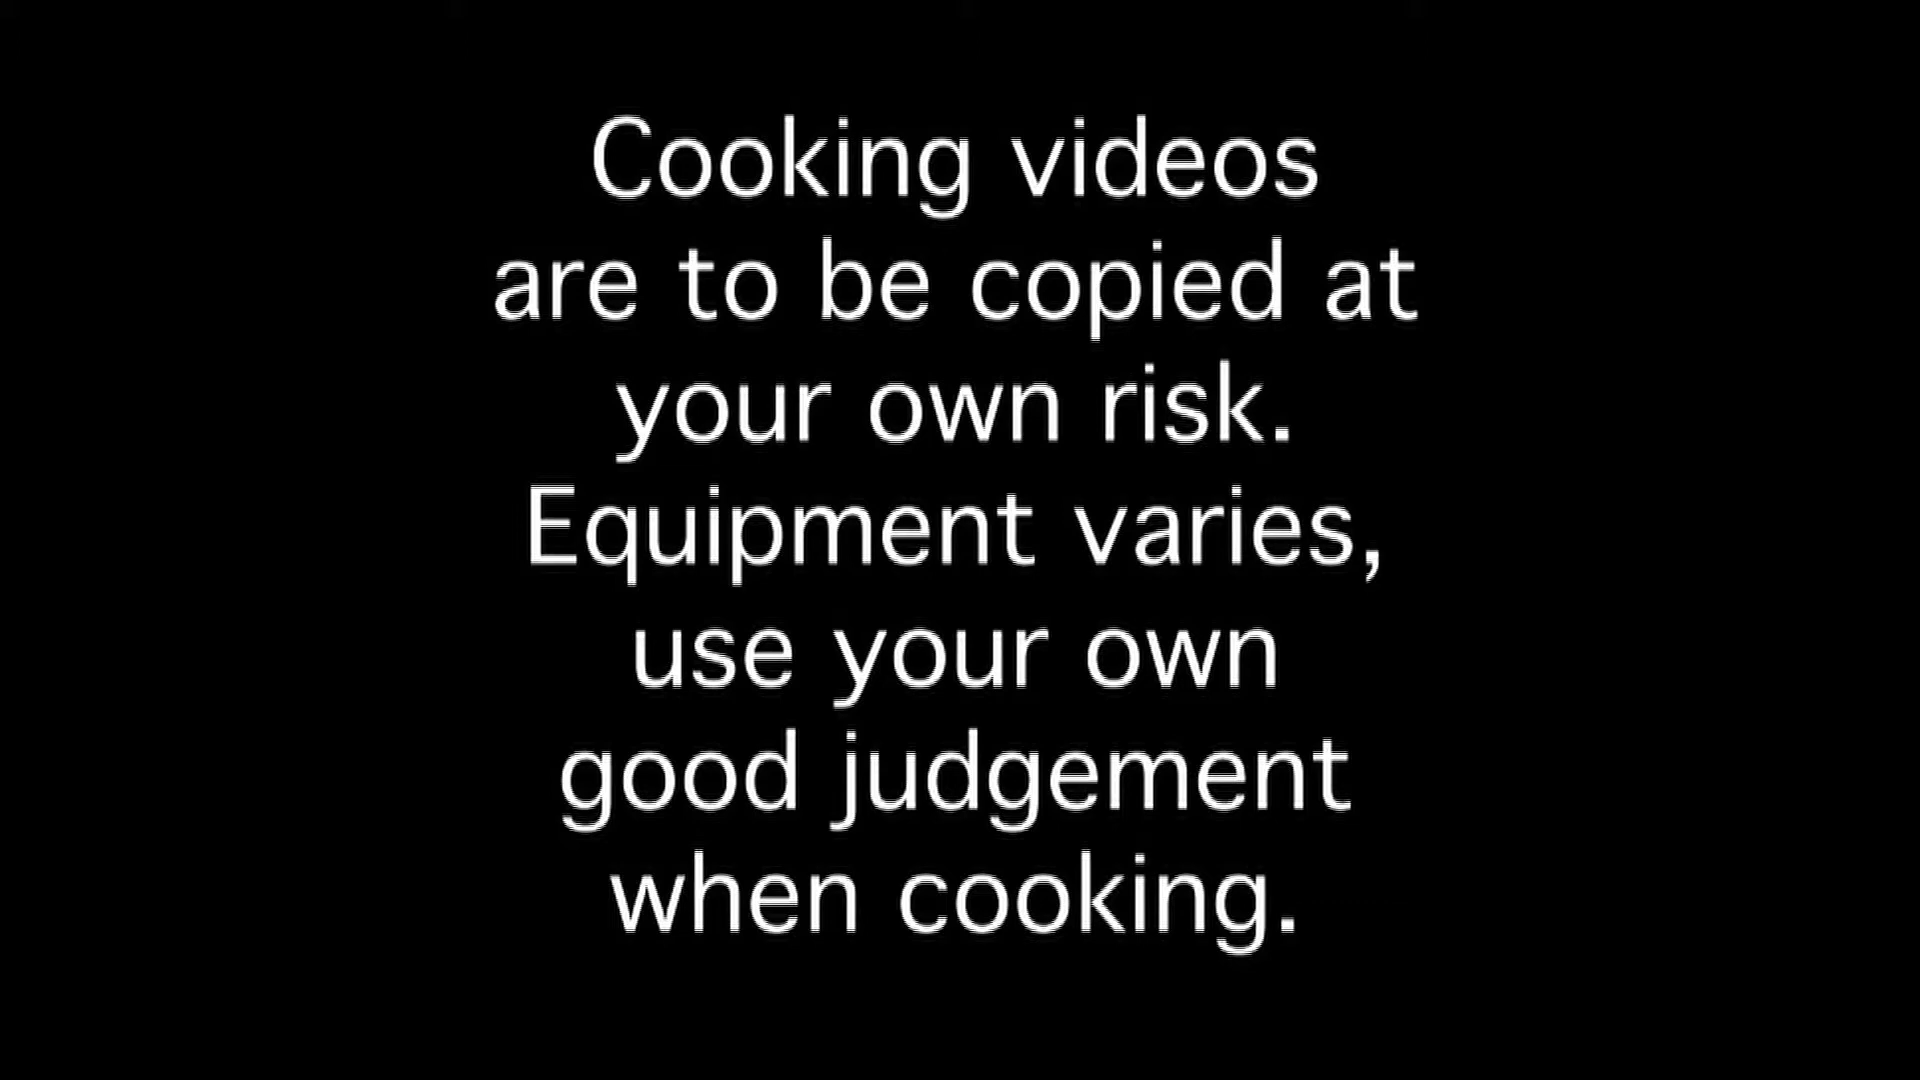 Cooking videos
are to be copied at
your own risk.
Equipment varies,
use your own
good judgement
when cooking.